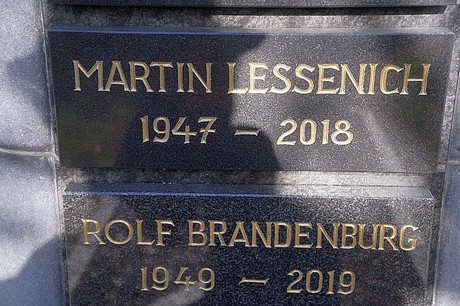 MARTIN LESSENICH
1947 – 2018
ROLF BRANDENBURG
1949 – 2019